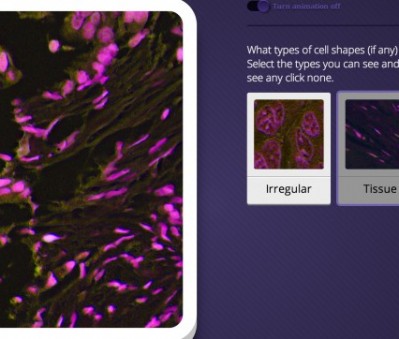 Turn animation off
What types of cell shapes (if any)
Select the types you can see and
see any click none.
Irregular
Tissue